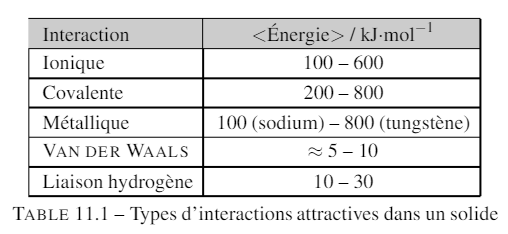 Interaction <Énergie> / kJ·mol⁻¹
Ionique 100 – 600
Covalente 200 – 800
Métallique 100 (sodium) – 800 (tungstène)
VAN DER WAALS ≈ 5 – 10
Liaison hydrogène 10 – 30
TABLE 11.1 – Types d'interactions attractives dans un solide